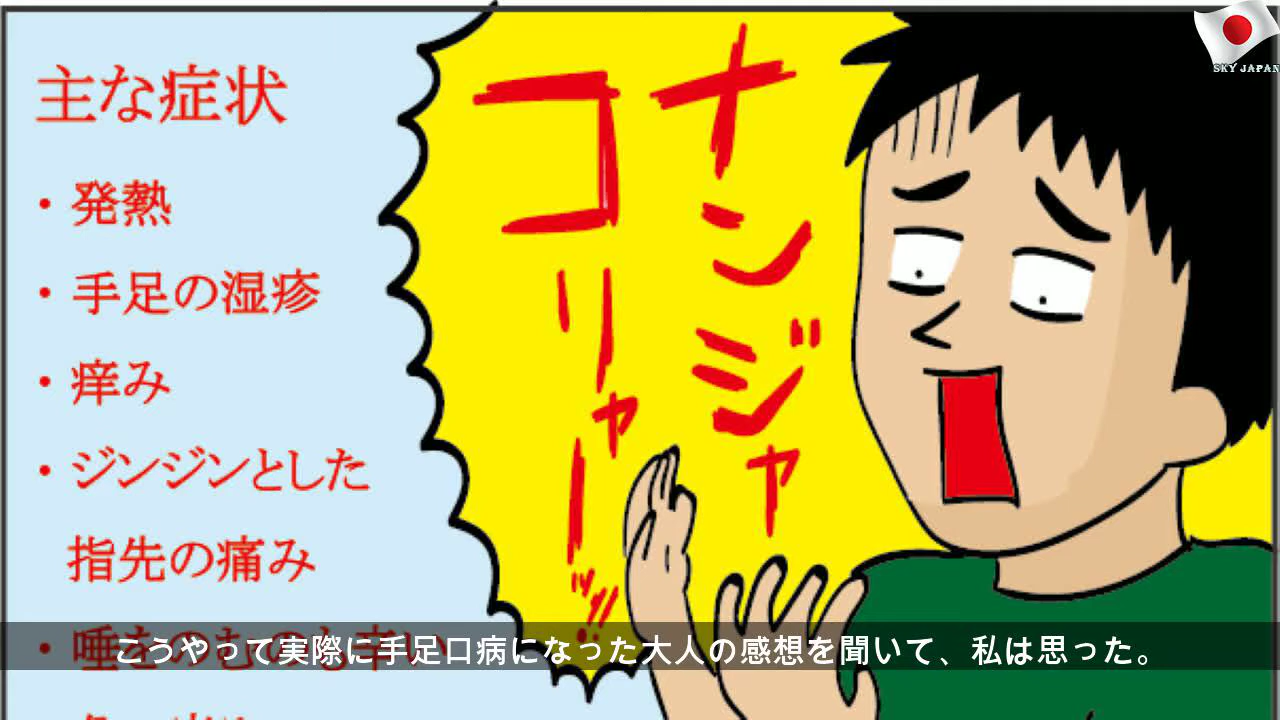 主な症状
・発熱
・手足の湿疹
・痒み
・ジンジンとした
指先の痛み
ナンジャ
コリャーッ!!
SKY JAPAN
こうやって実際に手足口病になった大人の感想を聞いて、私は思った。